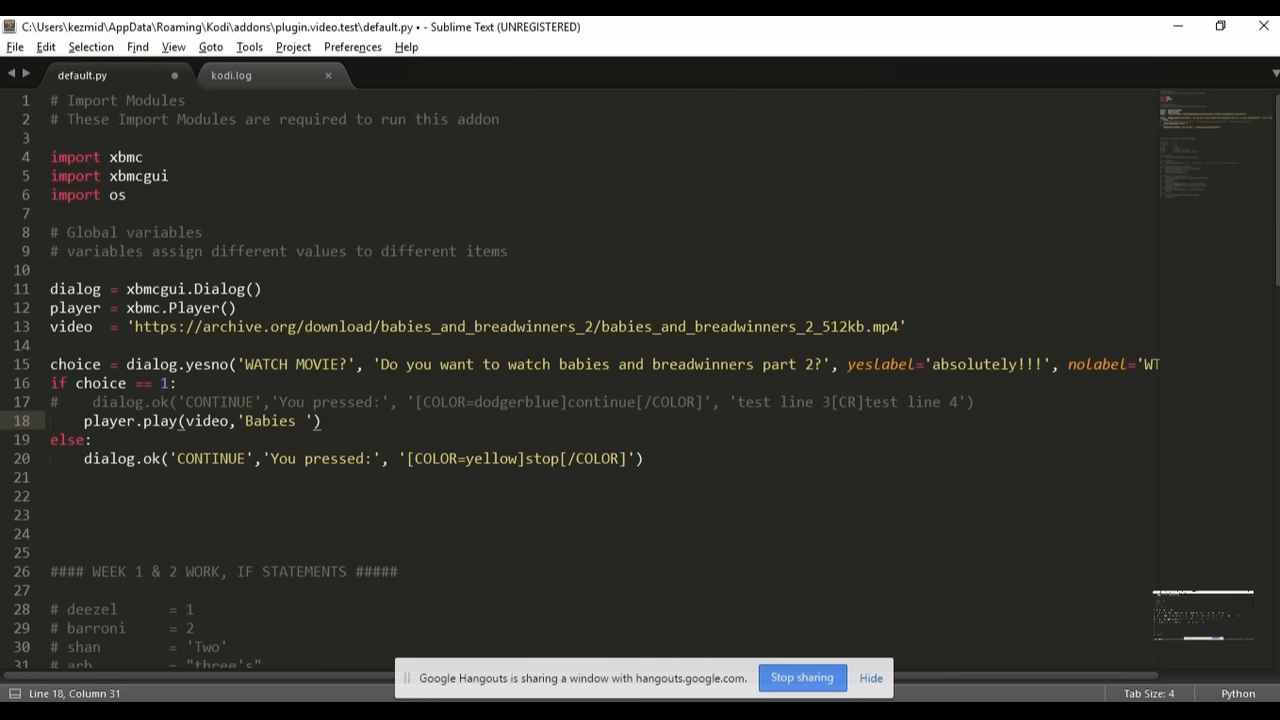 C:\Users\kezmid\AppData\Roaming\Kodi\addons\plugin.video.test\default.py • - Sublime Text (UNREGISTERED)
File Edit Selection Find View Goto Tools Project Preferences Help
default.py kodi.log
1 # Import Modules
2 # These Import Modules are required to run this addon
3
4 import xbmc
5 import xbmcgui
6 import os
7
8 # Global variables
9 # variables assign different values to different items
10
11 dialog = xbmcgui.Dialog()
12 player = xbmc.Player()
13 video  = 'https://archive.org/download/babies_and_breadwinners_2/babies_and_breadwinners_2_512kb.mp4'
14
15 choice = dialog.yesno('WATCH MOVIE?', 'Do you want to watch babies and breadwinners part 2?', yeslabel='absolutely!!!', nolabel='WT
16 if choice == 1:
17 #    dialog.ok('CONTINUE','You pressed:', '[COLOR=dodgerblue]continue[/COLOR]', 'test line 3[CR]test line 4')
18     player.play(video,'Babies ')
19 else:
20     dialog.ok('CONTINUE','You pressed:', '[COLOR=yellow]stop[/COLOR]')
21
22
23
24
25
26 #### WEEK 1 & 2 WORK, IF STATEMENTS #####
27
28 # deezel      = 1
29 # barroni     = 2
30 # shan        = 'Two'
31 # arh         = "three's"
Google Hangouts is sharing a window with hangouts.google.com. Stop sharing Hide
Line 18, Column 31 Tab Size: 4 Python